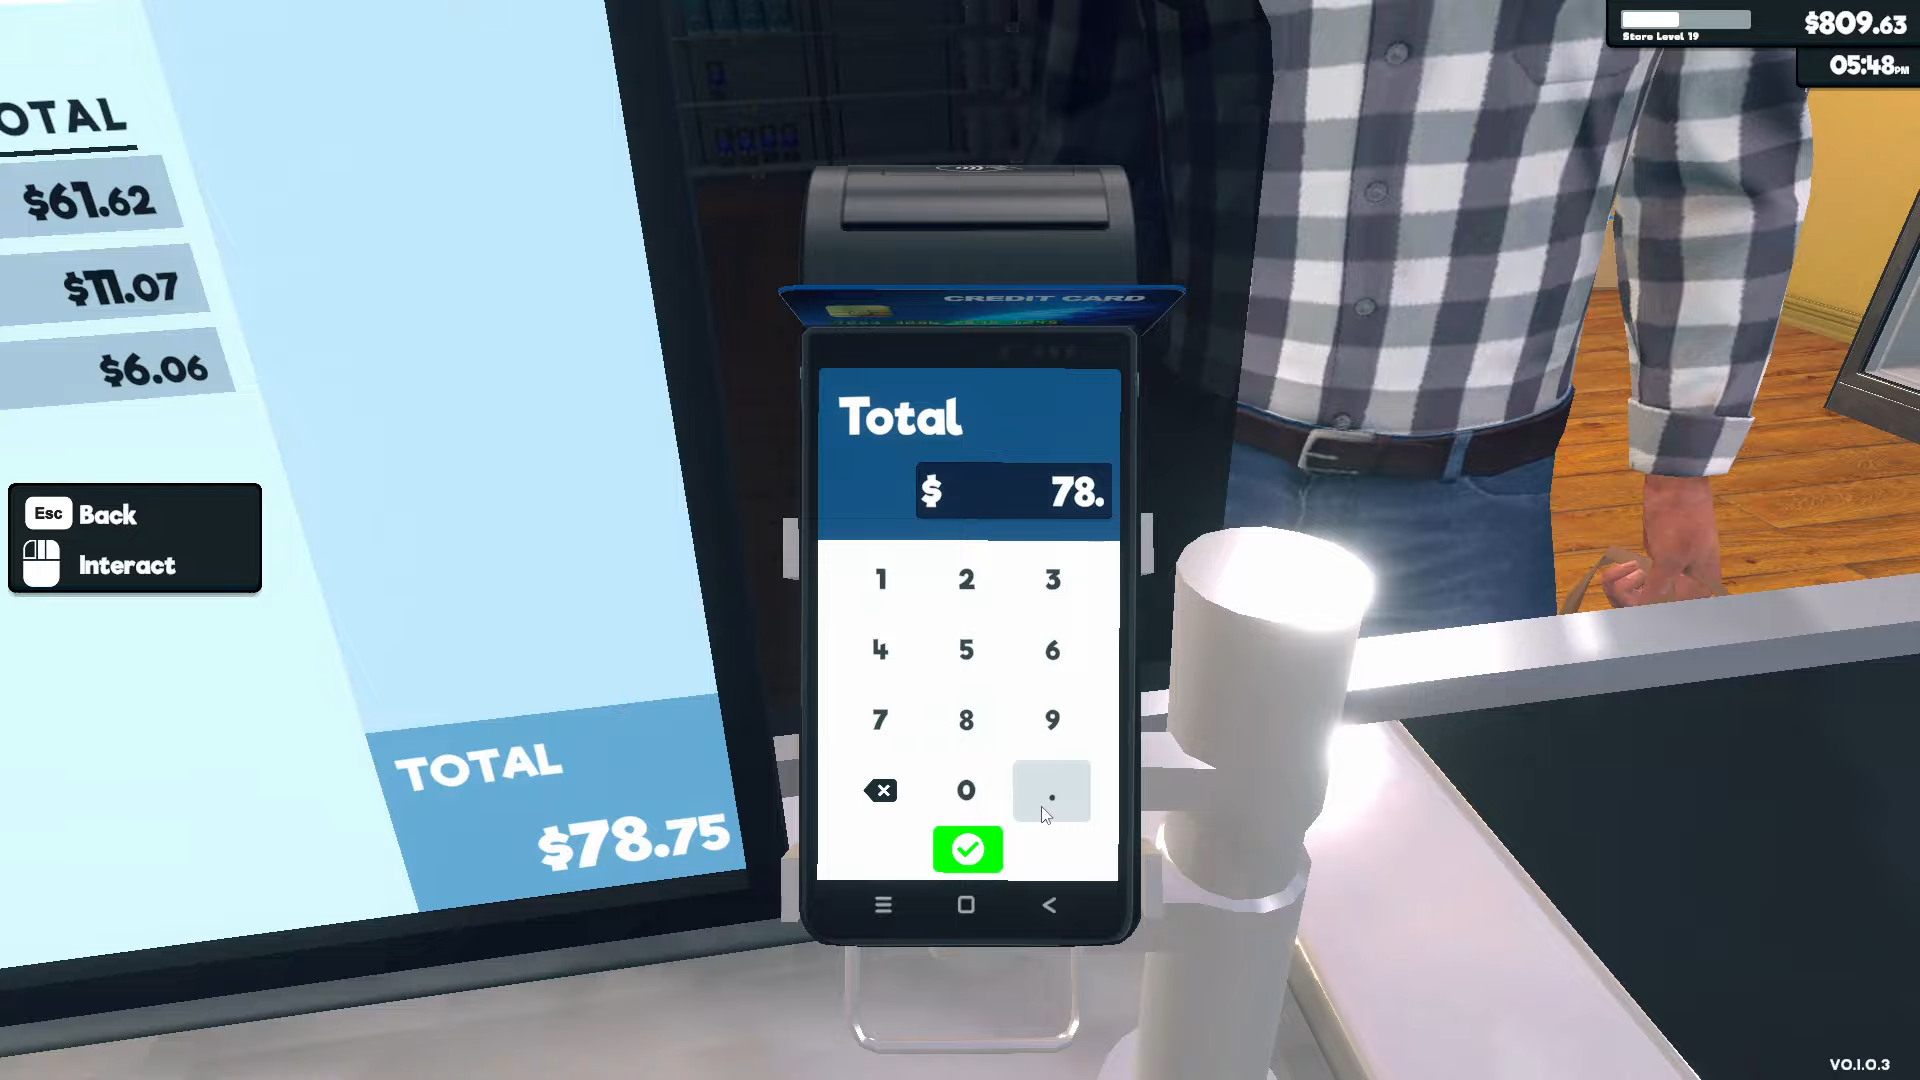 $809.63
Store Level 19
05:48PM
OTAL
$61.62
$11.07
$6.06
TOTAL
$78.75
Esc Back
Interact
CREDIT CARD
Total
$ 78.
1 2 3
4 5 6
7 8 9
0 .
V0.1.0.3